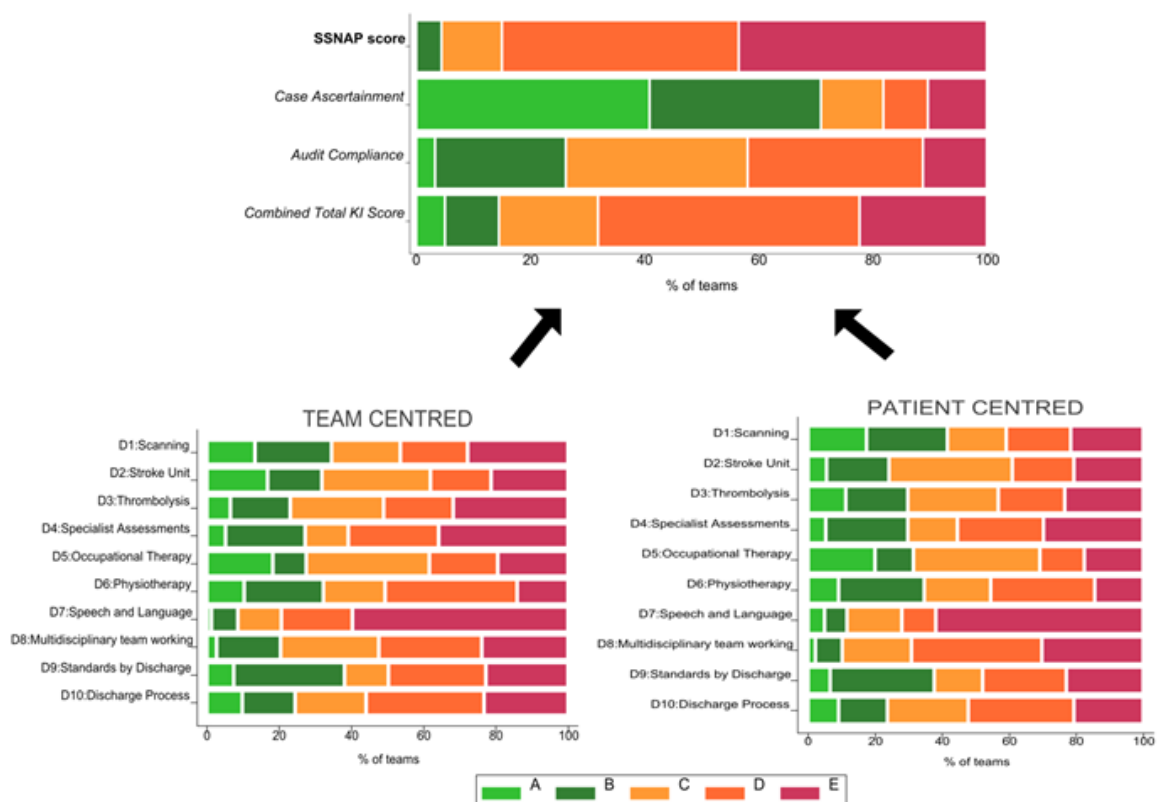 SSNAP score
Case Ascertainment
Audit Compliance
Combined Total KI Score
0 20 40 60 80 100
% of teams
TEAM CENTRED
D1:Scanning
D2:Stroke Unit
D3:Thrombolysis
D4:Specialist Assessments
D5:Occupational Therapy
D6:Physiotherapy
D7:Speech and Language
D8:Multidisciplinary team working
D9:Standards by Discharge
D10:Discharge Process
0 20 40 60 80 100
% of teams
PATIENT CENTRED
D1:Scanning
D2:Stroke Unit
D3:Thrombolysis
D4:Specialist Assessments
D5:Occupational Therapy
D6:Physiotherapy
D7:Speech and Language
D8:Multidisciplinary team working
D9:Standards by Discharge
D10:Discharge Process
0 20 40 60 80 100
% of teams
A B C D E